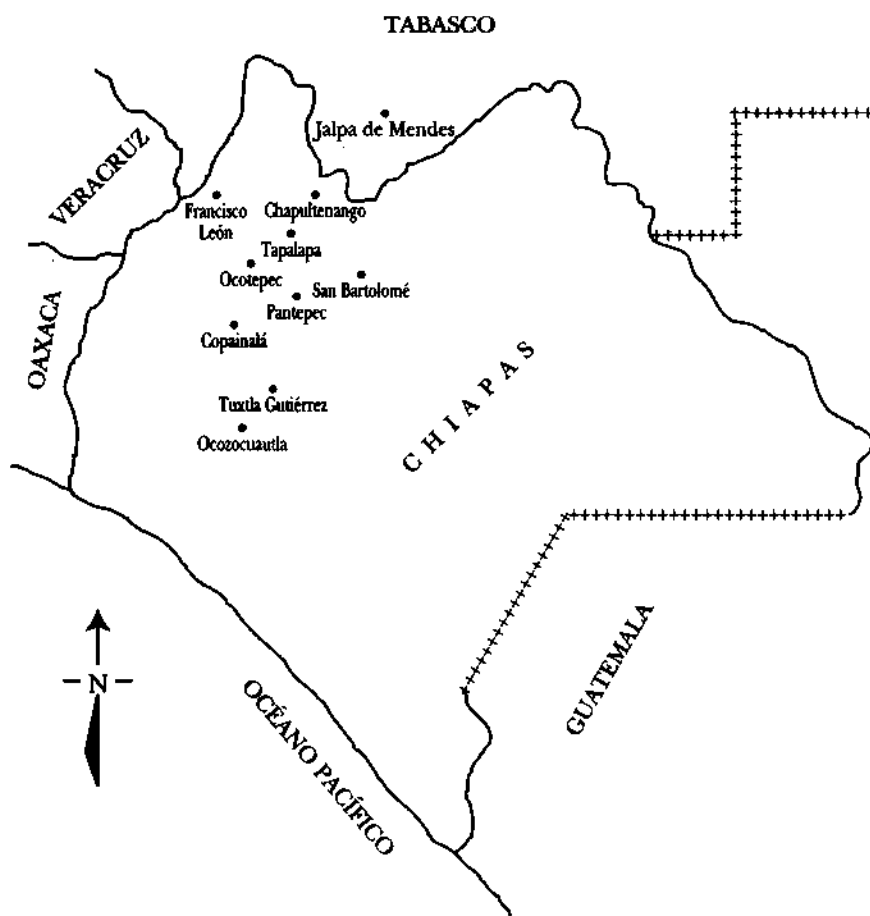 TABASCO
Jalpa de Mendes
VERACRUZ
Francisco
León
Chapultenango
Tapalapa
Ocotepec
San Bartolomé
Pantepec
OAXACA
Copainalá
CHIAPAS
Tuxtla Gutiérrez
Ocozocuautla
GUATEMALA
N
OCÉANO PACÍFICO